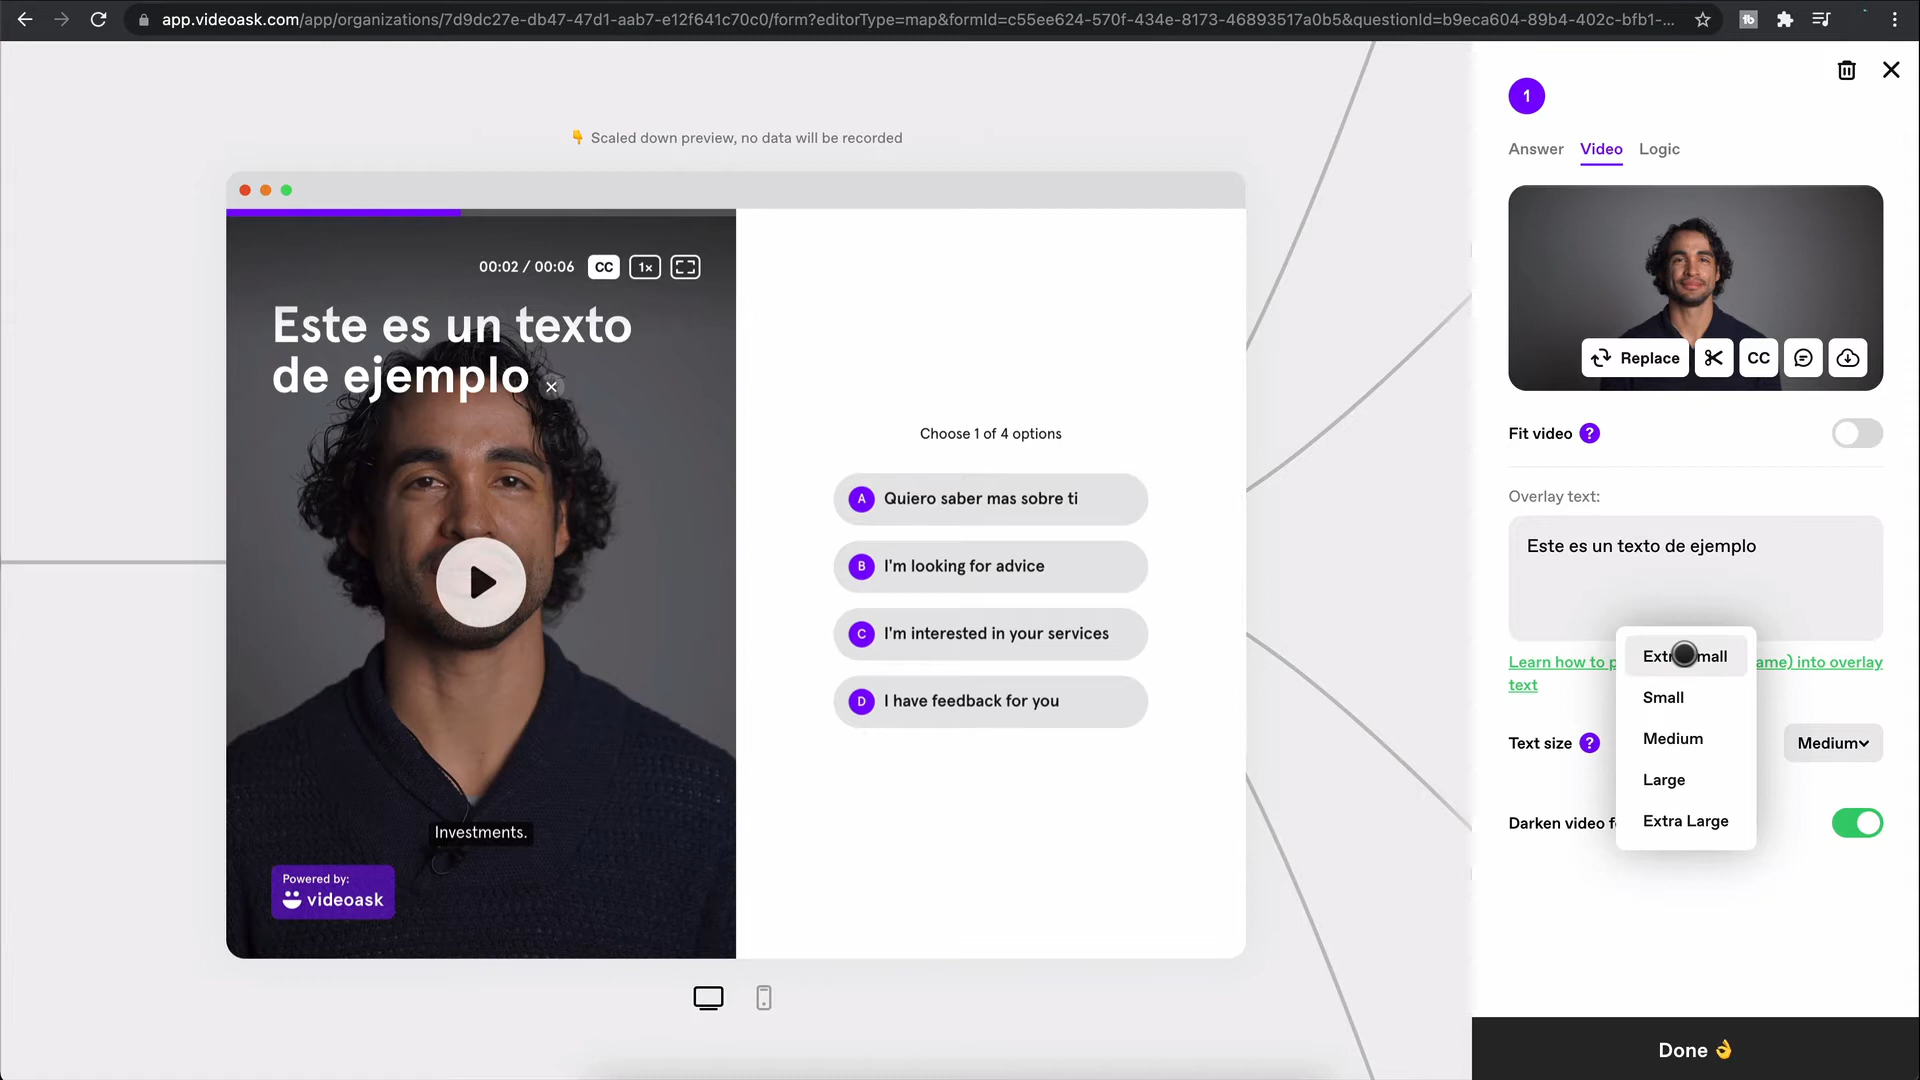 app.videoask.com/app/organizations/7d9dc27e-db47-47d1-aab7-e12f641c70c0/form?editorType=map&formId=c55ee624-570f-434e-8173-46893517a0b5&questionId=b9eca604-89b4-402c-bfb1-...
1
Answer Video Logic
👇 Scaled down preview, no data will be recorded
00:02 / 00:06 CC 1x
Este es un texto
de ejemplo
Investments.
Powered by:
videoask
Choose 1 of 4 options
A Quiero saber mas sobre ti
B I'm looking for advice
C I'm interested in your services
D I have feedback for you
Replace CC
Fit video ?
Overlay text:
Este es un texto de ejemplo
Learn how to p ame) into overlay
text
Extra Small
Small
Medium
Large
Extra Large
Text size ? Medium
Darken video f
Done 👌